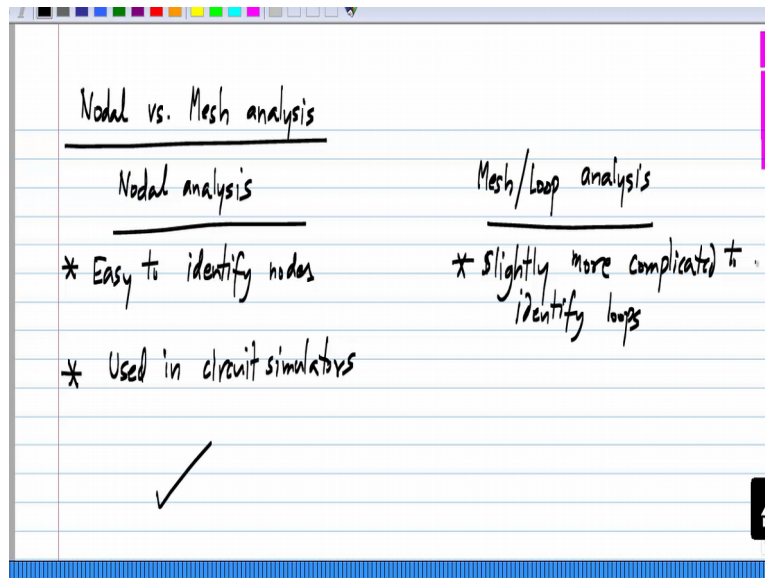 Nodal vs. Mesh analysis
Nodal analysis
* Easy to identify nodes
* Used in circuit simulators
Mesh/Loop analysis
* Slightly more complicated to
identify loops